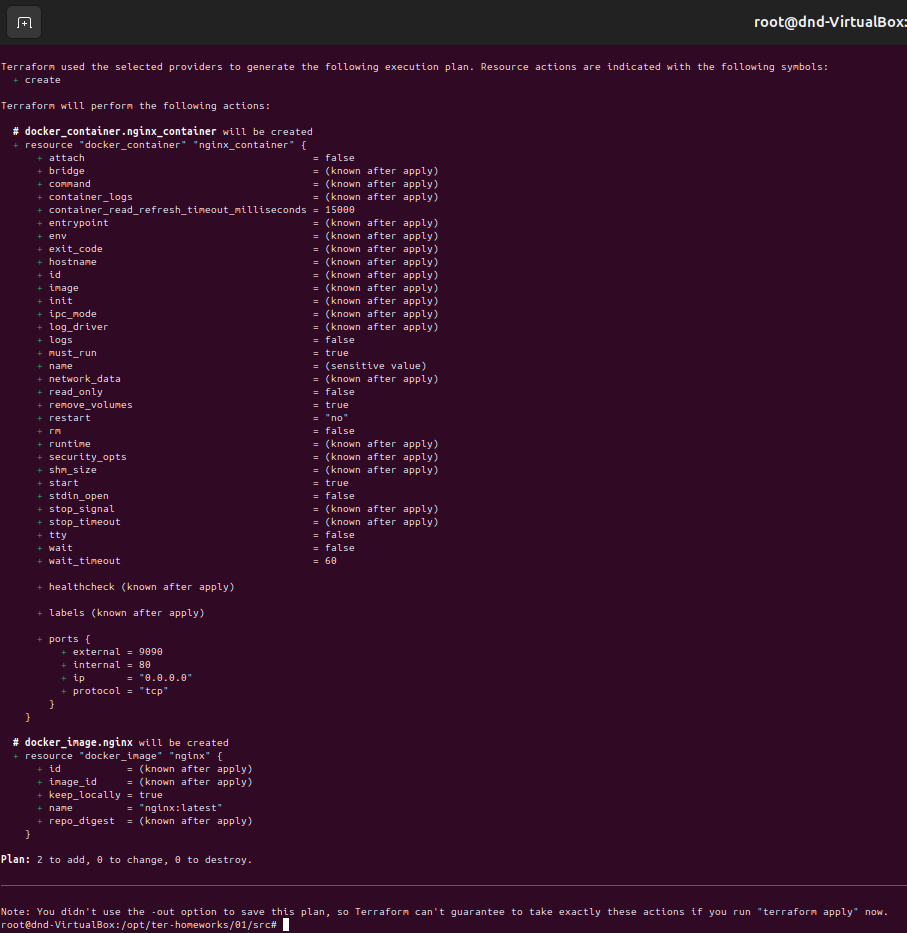 root@dnd-VirtualBox:
Terraform used the selected providers to generate the following execution plan. Resource actions are indicated with the following symbols:
  + create

Terraform will perform the following actions:

  # docker_container.nginx_container will be created
  + resource "docker_container" "nginx_container" {
      + attach                                      = false
      + bridge                                      = (known after apply)
      + command                                     = (known after apply)
      + container_logs                              = (known after apply)
      + container_read_refresh_timeout_milliseconds = 15000
      + entrypoint                                  = (known after apply)
      + env                                         = (known after apply)
      + exit_code                                   = (known after apply)
      + hostname                                    = (known after apply)
      + id                                          = (known after apply)
      + image                                       = (known after apply)
      + init                                        = (known after apply)
      + ipc_mode                                    = (known after apply)
      + log_driver                                  = (known after apply)
      + logs                                        = false
      + must_run                                    = true
      + name                                        = (sensitive value)
      + network_data                                = (known after apply)
      + read_only                                   = false
      + remove_volumes                              = true
      + restart                                     = "no"
      + rm                                          = false
      + runtime                                     = (known after apply)
      + security_opts                               = (known after apply)
      + shm_size                                    = (known after apply)
      + start                                       = true
      + stdin_open                                  = false
      + stop_signal                                 = (known after apply)
      + stop_timeout                                = (known after apply)
      + tty                                         = false
      + wait                                        = false
      + wait_timeout                                = 60

      + healthcheck (known after apply)

      + labels (known after apply)

      + ports {
          + external = 9090
          + internal = 80
          + ip       = "0.0.0.0"
          + protocol = "tcp"
        }
    }

  # docker_image.nginx will be created
  + resource "docker_image" "nginx" {
      + id           = (known after apply)
      + image_id     = (known after apply)
      + keep_locally = true
      + name         = "nginx:latest"
      + repo_digest  = (known after apply)
    }

Plan: 2 to add, 0 to change, 0 to destroy.

Note: You didn't use the -out option to save this plan, so Terraform can't guarantee to take exactly these actions if you run "terraform apply" now.
root@dnd-VirtualBox:/opt/ter-homeworks/01/src#